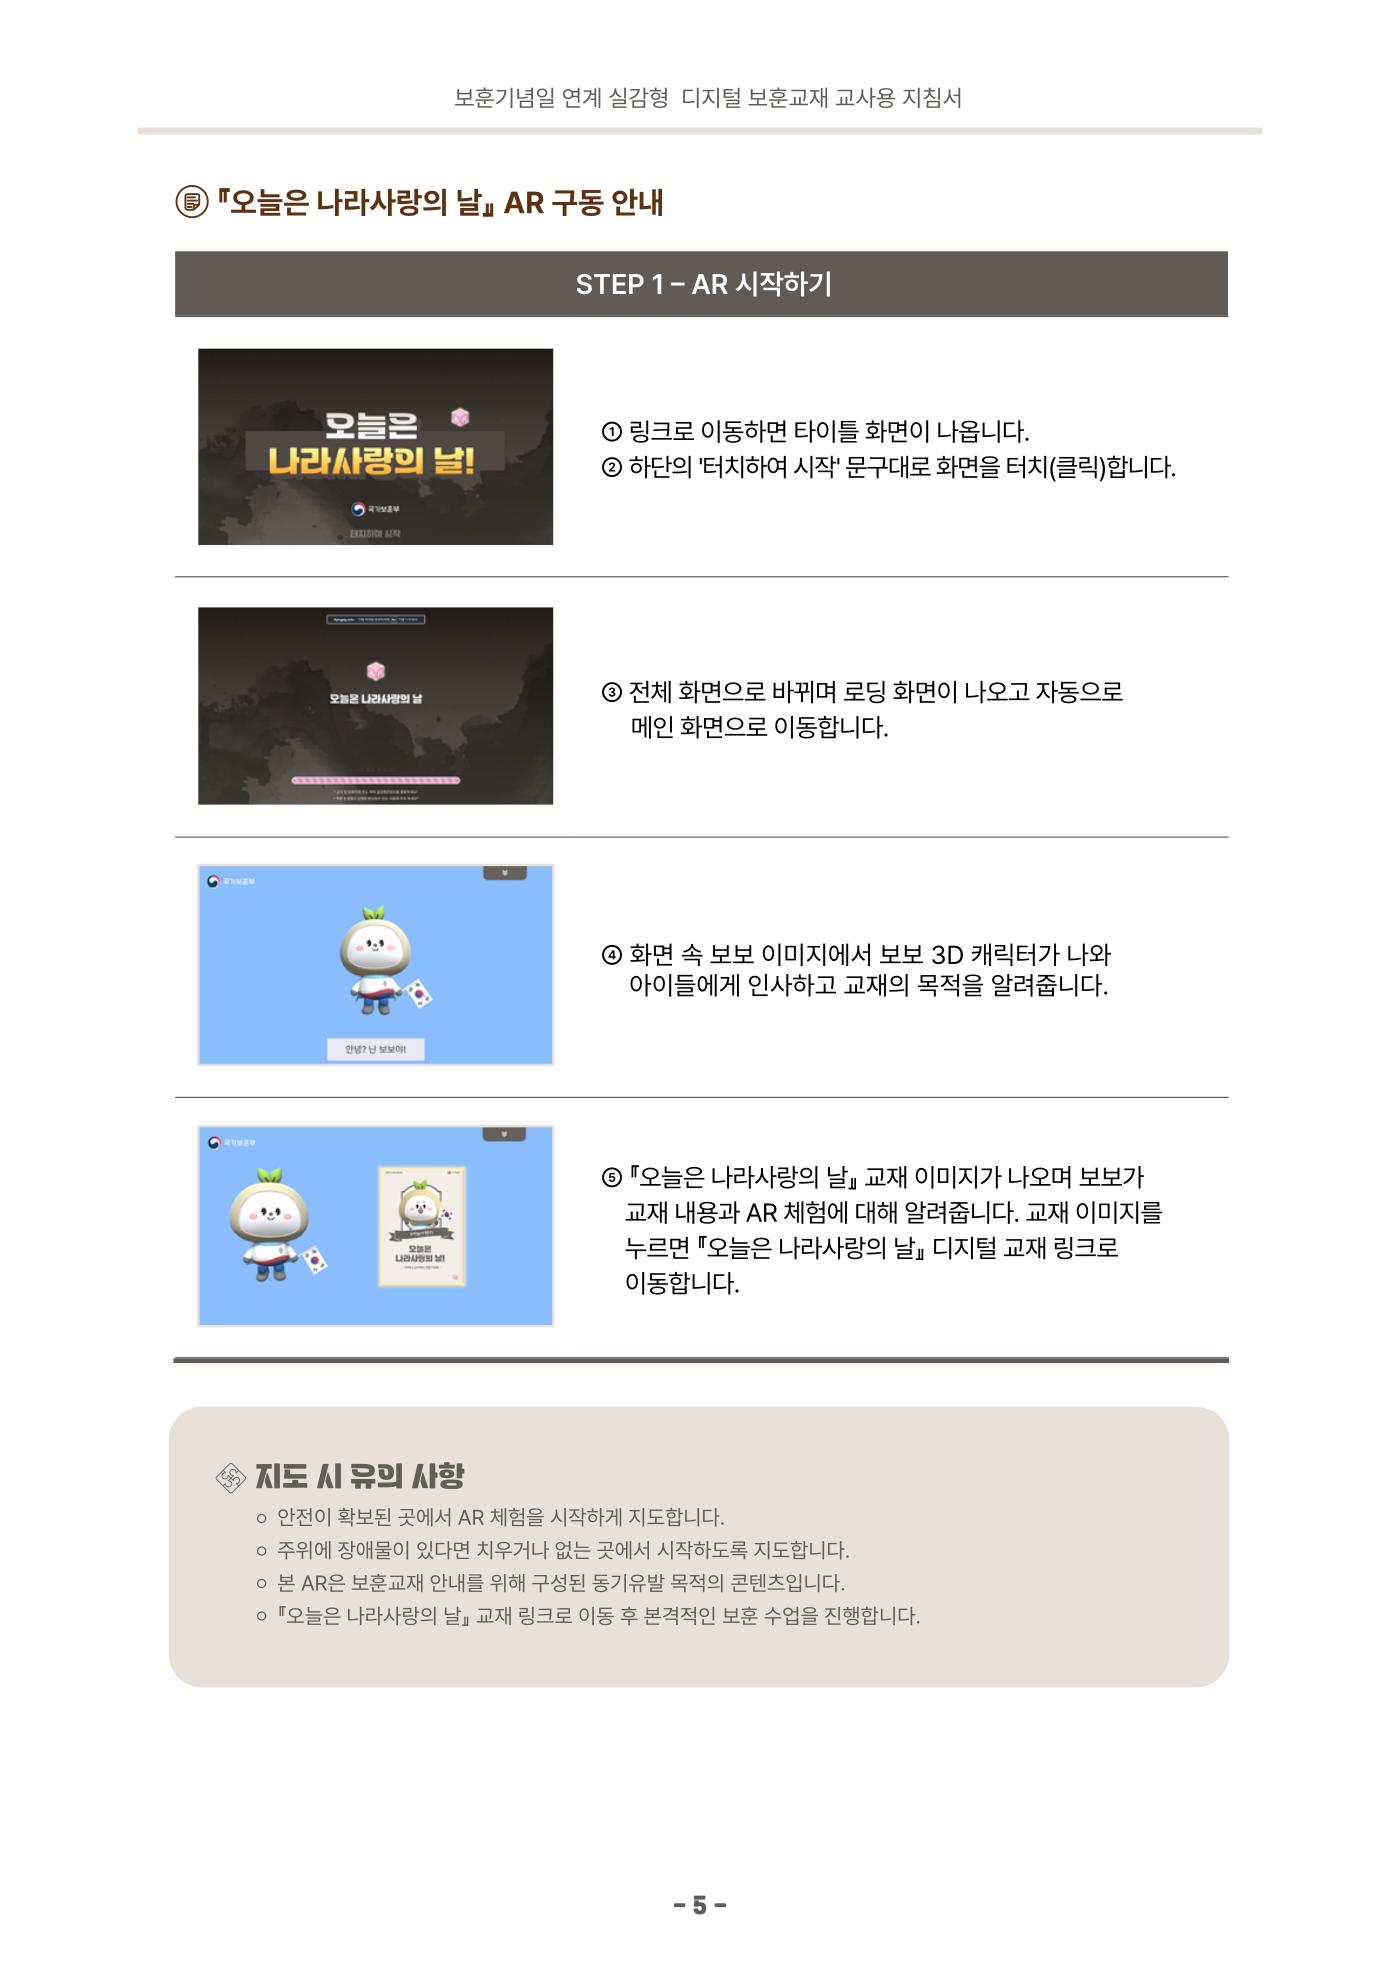 보훈기념일 연계 실감형 디지털 보훈교재 교사용 지침서
『오늘은 나라사랑의 날』 AR 구동 안내
STEP 1 – AR 시작하기
오늘은
나라사랑의 날!
국가보훈부
터치하여 시작
① 링크로 이동하면 타이틀 화면이 나옵니다.
② 하단의 '터치하여 시작' 문구대로 화면을 터치(클릭)합니다.
오늘은 나라사랑의 날
③ 전체 화면으로 바뀌며 로딩 화면이 나오고 자동으로
메인 화면으로 이동합니다.
국가보훈부
안녕? 난 보보야!
④ 화면 속 보보 이미지에서 보보 3D 캐릭터가 나와
아이들에게 인사하고 교재의 목적을 알려줍니다.
국가보훈부
오늘은
나라사랑의 날!
⑤ 『오늘은 나라사랑의 날』 교재 이미지가 나오며 보보가
교재 내용과 AR 체험에 대해 알려줍니다. 교재 이미지를
누르면 『오늘은 나라사랑의 날』 디지털 교재 링크로
이동합니다.
지도 시 유의 사항
○ 안전이 확보된 곳에서 AR 체험을 시작하게 지도합니다.
○ 주위에 장애물이 있다면 치우거나 없는 곳에서 시작하도록 지도합니다.
○ 본 AR은 보훈교재 안내를 위해 구성된 동기유발 목적의 콘텐츠입니다.
○ 『오늘은 나라사랑의 날』 교재 링크로 이동 후 본격적인 보훈 수업을 진행합니다.
- 5 -